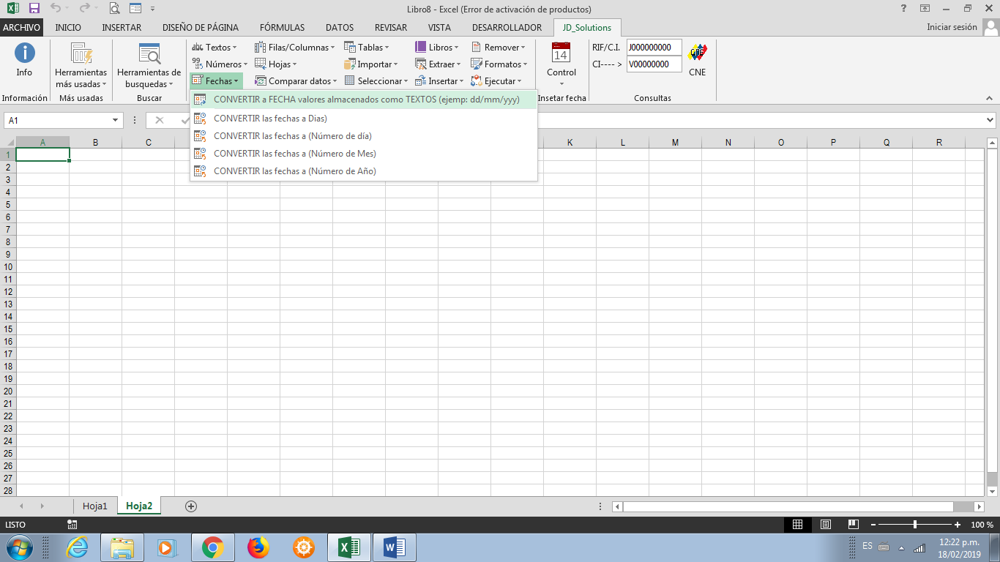 Libro8 - Excel (Error de activación de productos)
ARCHIVO INICIO INSERTAR DISEÑO DE PÁGINA FÓRMULAS DATOS REVISAR VISTA DESARROLLADOR JD_Solutions Iniciar sesión
Info
Información
Herramientas
más usadas
Más usadas
Herramientas de
busquedas
Buscar
abc Textos Filas/Columnas Tablas Libros Remover
Números Hojas Importar Extraer Formatos
Fechas Comparar datos Seleccionar Insertar Ejecutar
14
Control
Insetar fecha
RIF/C.I. J000000000
CI---- > V00000000
CNE
Consultas
CONVERTIR a FECHA valores almacenados como TEXTOS (ejemp: dd/mm/yyy)
CONVERTIR las fechas a Dias)
CONVERTIR las fechas a (Número de día)
CONVERTIR las fechas a (Número de Mes)
CONVERTIR las fechas a (Número de Año)
A1
A B C K L M N O P Q R
1
2
3
4
5
6
7
8
9
10
11
12
13
14
15
16
17
18
19
20
21
22
23
24
25
26
27
28
Hoja1 Hoja2
LISTO 100 %
ES 12:22 p.m.
18/02/2019